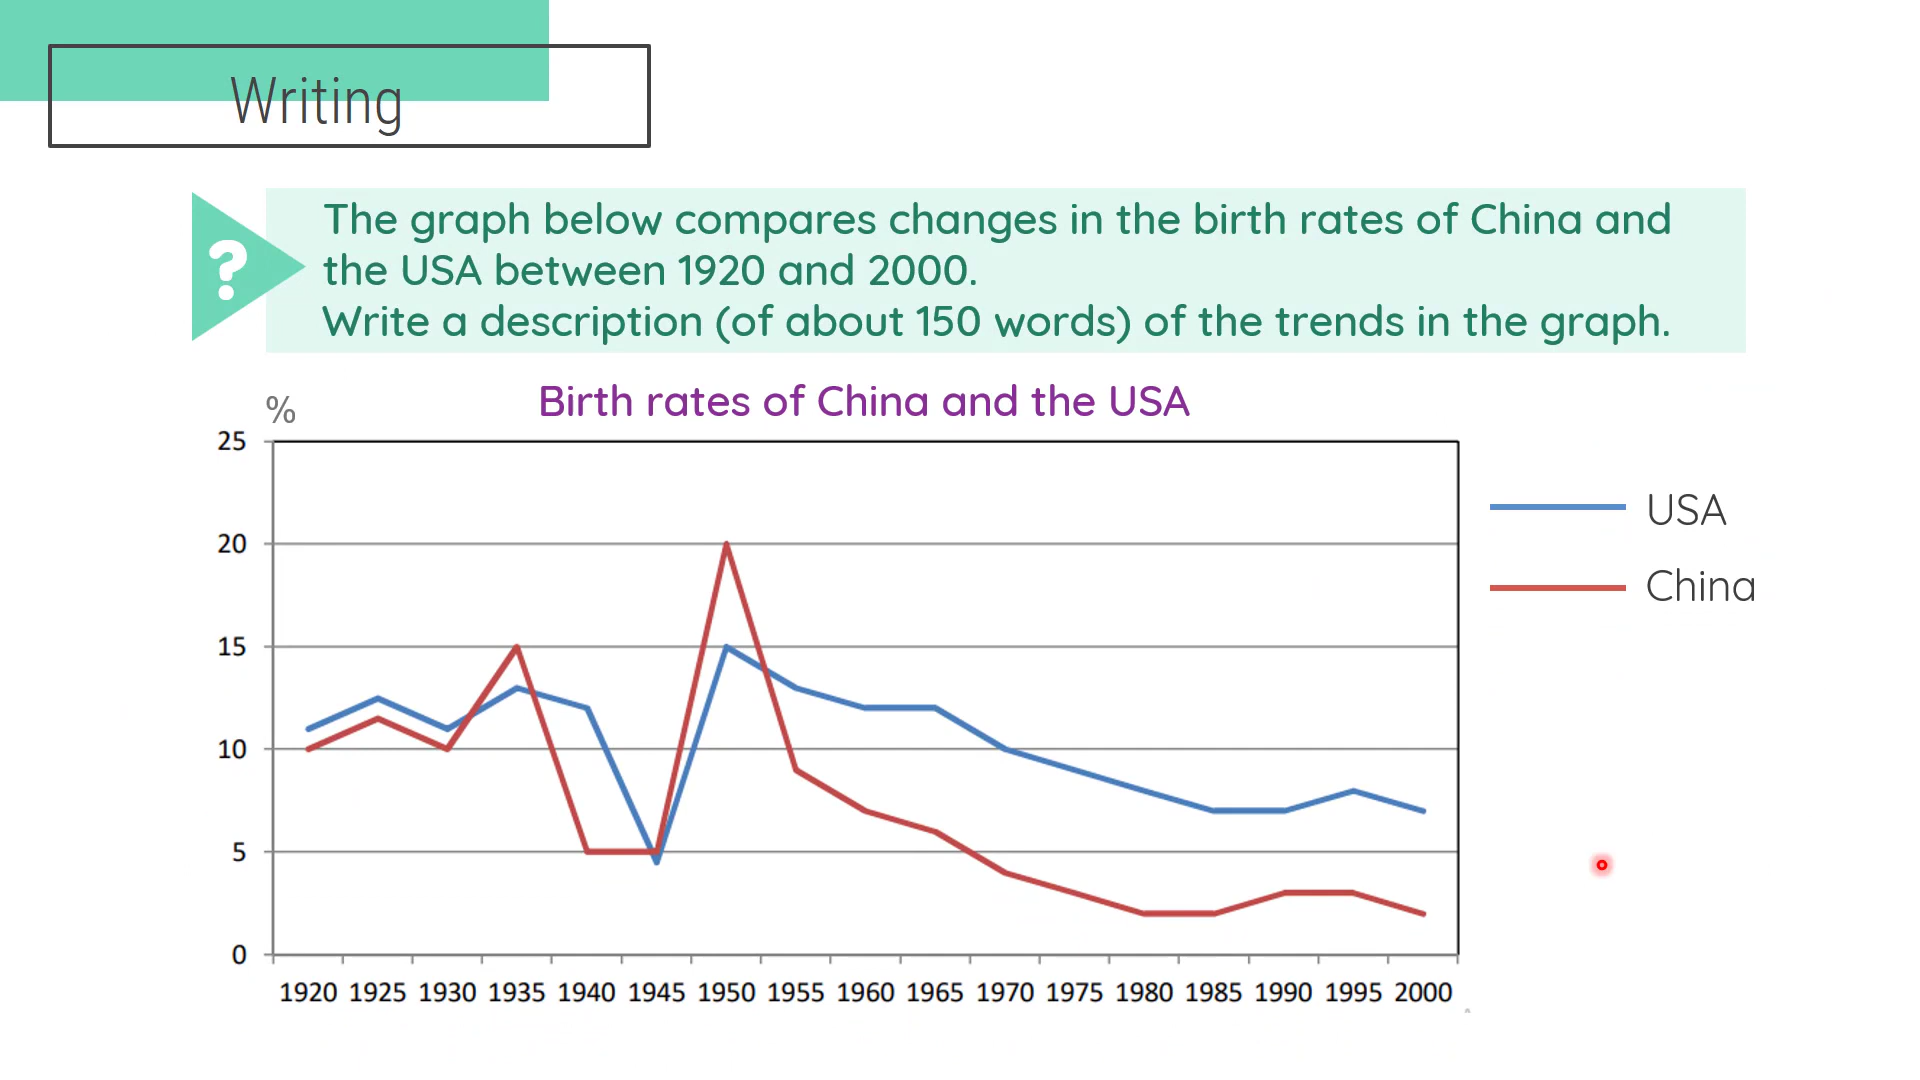 Writing
?
The graph below compares changes in the birth rates of China and
the USA between 1920 and 2000.
Write a description (of about 150 words) of the trends in the graph.
Birth rates of China and the USA
%
25
20
15
10
5
0
1920 1925 1930 1935 1940 1945 1950 1955 1960 1965 1970 1975 1980 1985 1990 1995 2000
USA
China